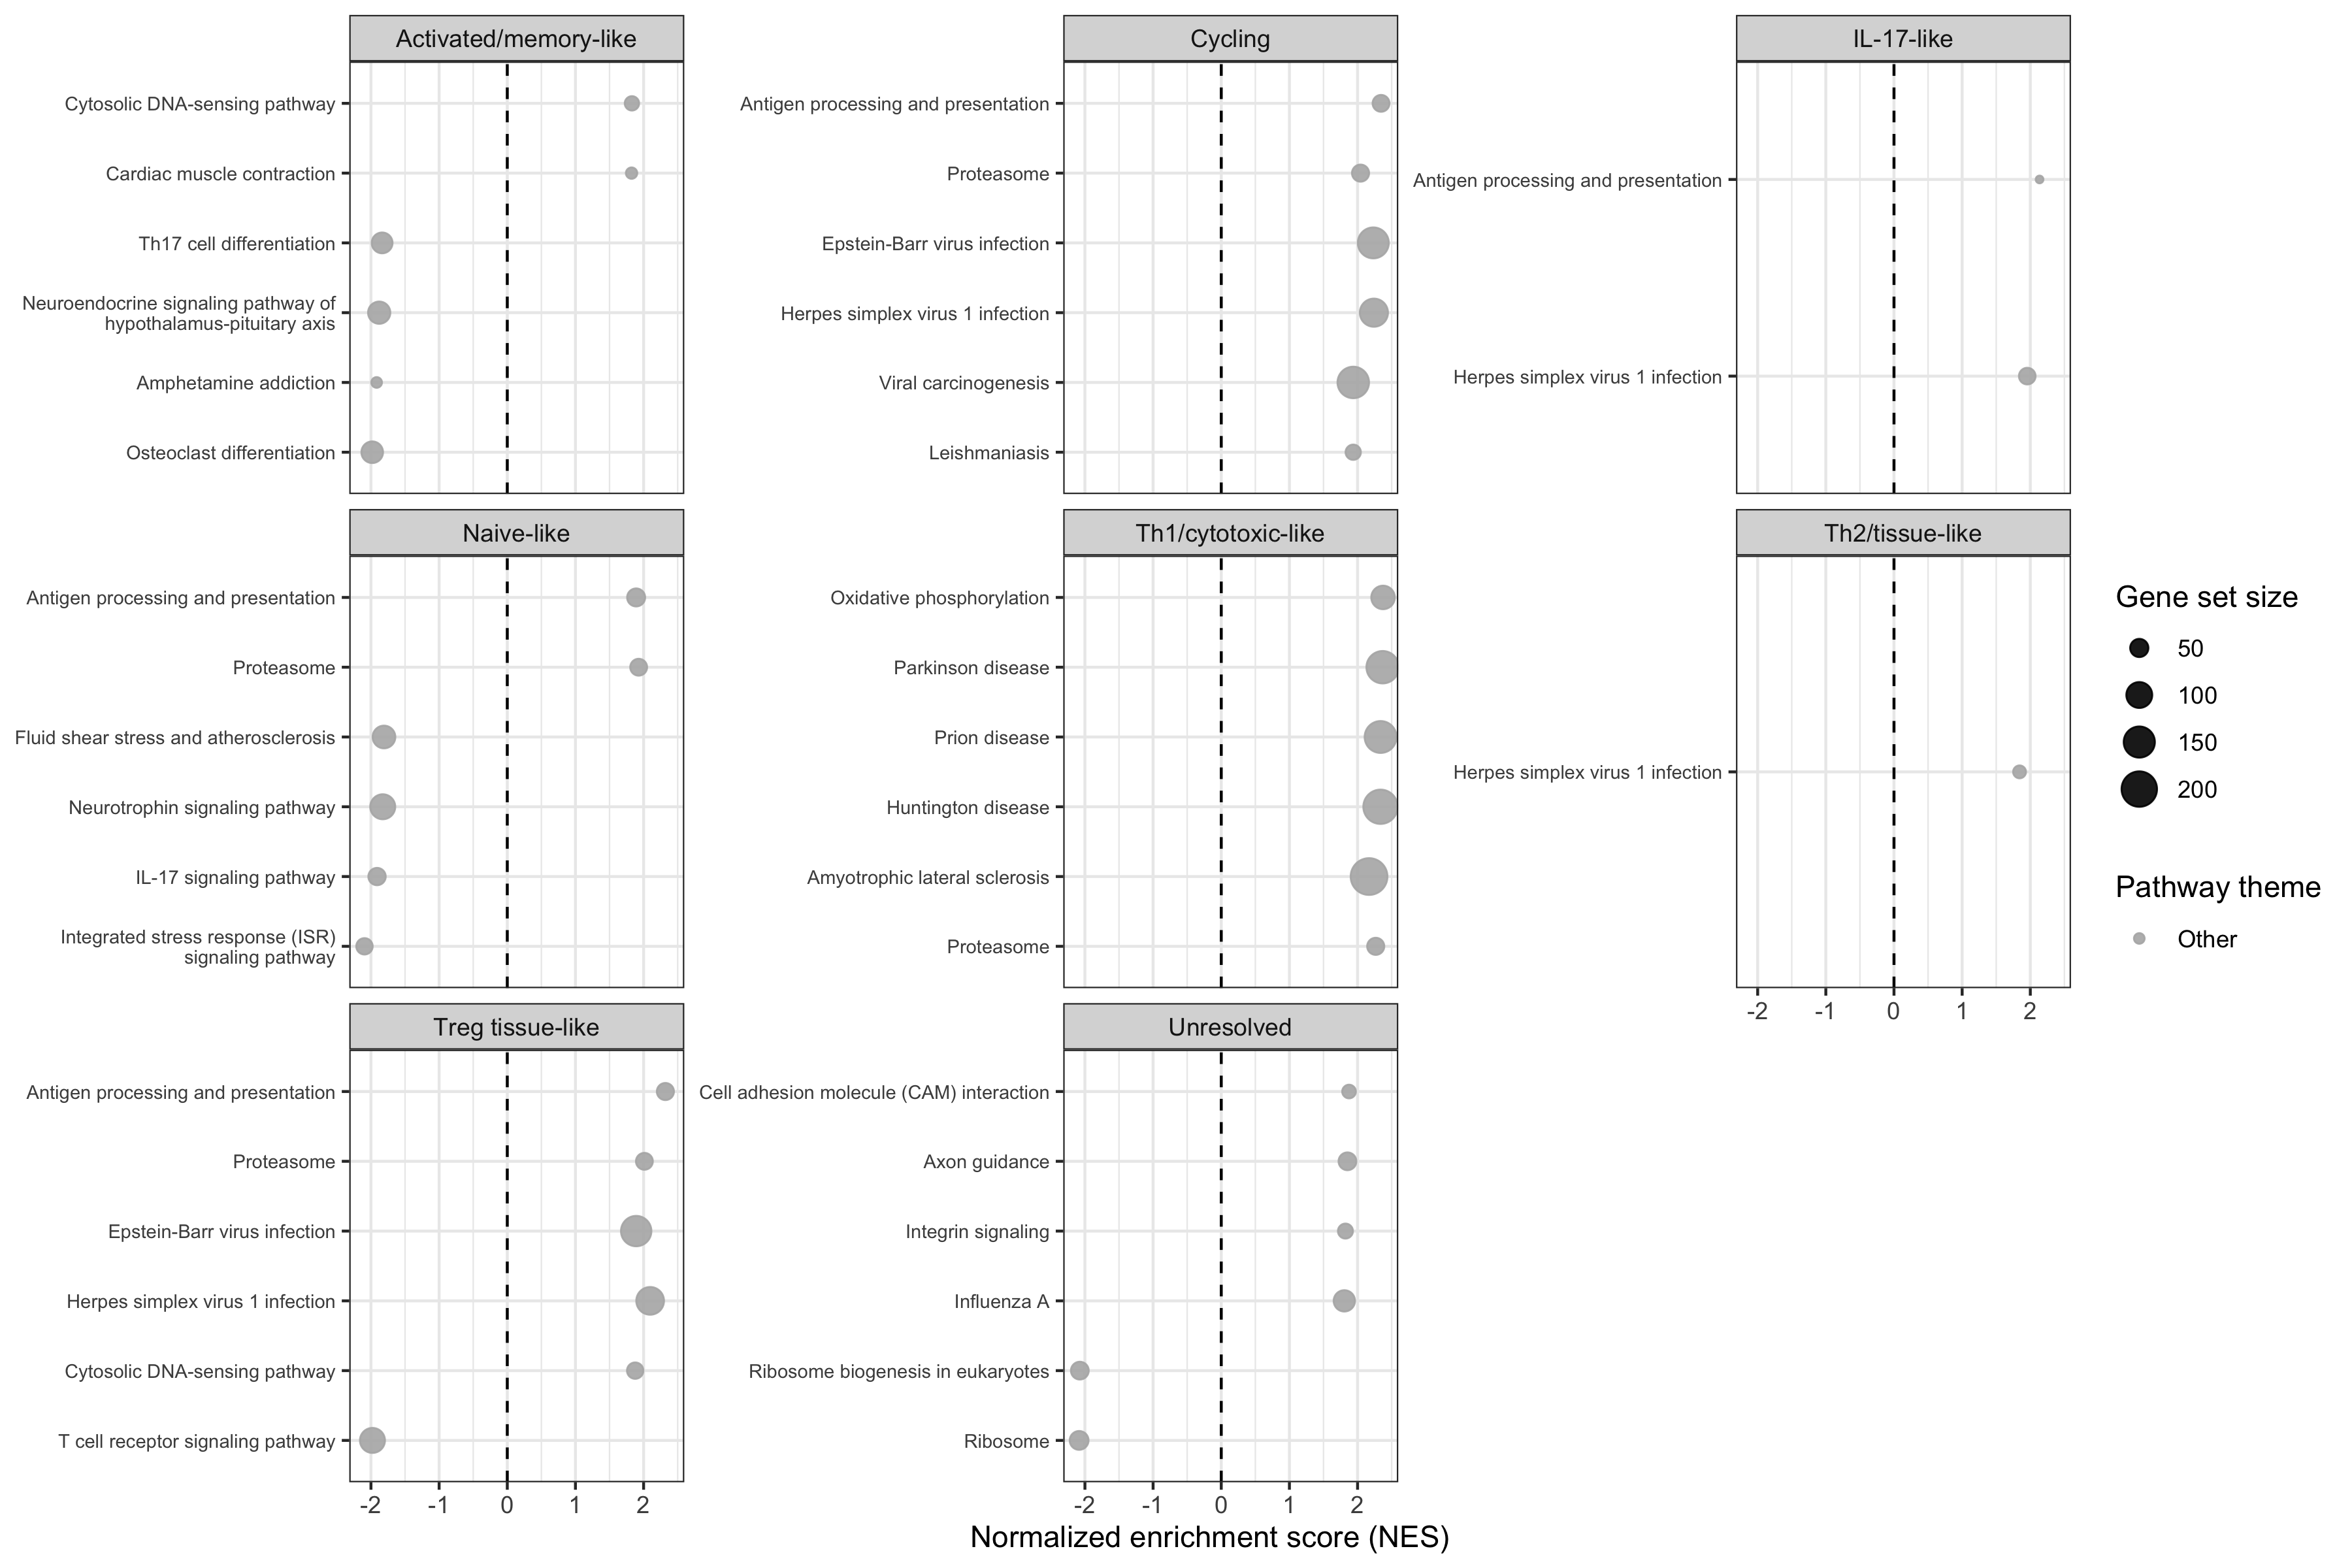 Activated/memory-like
Cytosolic DNA-sensing pathway
Cardiac muscle contraction
Th17 cell differentiation
Neuroendocrine signaling pathway of
hypothalamus-pituitary axis
Amphetamine addiction
Osteoclast differentiation
Cycling
Antigen processing and presentation
Proteasome
Epstein-Barr virus infection
Herpes simplex virus 1 infection
Viral carcinogenesis
Leishmaniasis
IL-17-like
Antigen processing and presentation
Herpes simplex virus 1 infection
Naive-like
Antigen processing and presentation
Proteasome
Fluid shear stress and atherosclerosis
Neurotrophin signaling pathway
IL-17 signaling pathway
Integrated stress response (ISR)
signaling pathway
Th1/cytotoxic-like
Oxidative phosphorylation
Parkinson disease
Prion disease
Huntington disease
Amyotrophic lateral sclerosis
Proteasome
Th2/tissue-like
Herpes simplex virus 1 infection
-2 -1 0 1 2
Treg tissue-like
Antigen processing and presentation
Proteasome
Epstein-Barr virus infection
Herpes simplex virus 1 infection
Cytosolic DNA-sensing pathway
T cell receptor signaling pathway
-2 -1 0 1 2
Unresolved
Cell adhesion molecule (CAM) interaction
Axon guidance
Integrin signaling
Influenza A
Ribosome biogenesis in eukaryotes
Ribosome
-2 -1 0 1 2
Normalized enrichment score (NES)
Gene set size
50
100
150
200
Pathway theme
Other